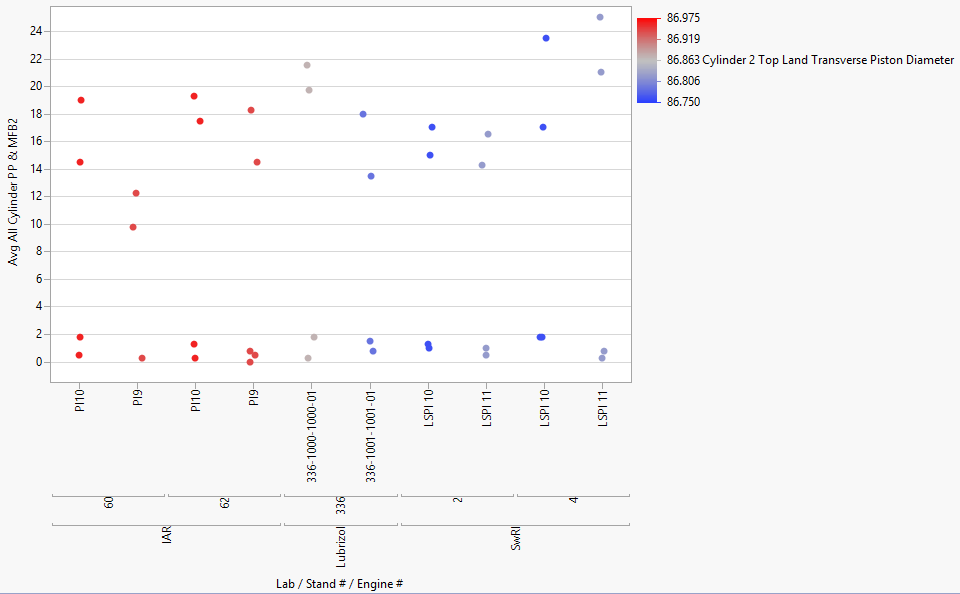 86.975
86.919
86.863 Cylinder 2 Top Land Transverse Piston Diameter
86.806
86.750
Avg All Cylinder P P & MFB2
24
22
20
18
16
14
12
10
8
6
4
2
0
PI10
PI9
PI10
PI9
336-1000-1000-01
336-1001-1001-01
LSPI 10
LSPI 11
LSPI 10
LSPI 11
60
62
336
2
4
IAR
Lubrizol
SwRI
Lab / Stand # / Engine #